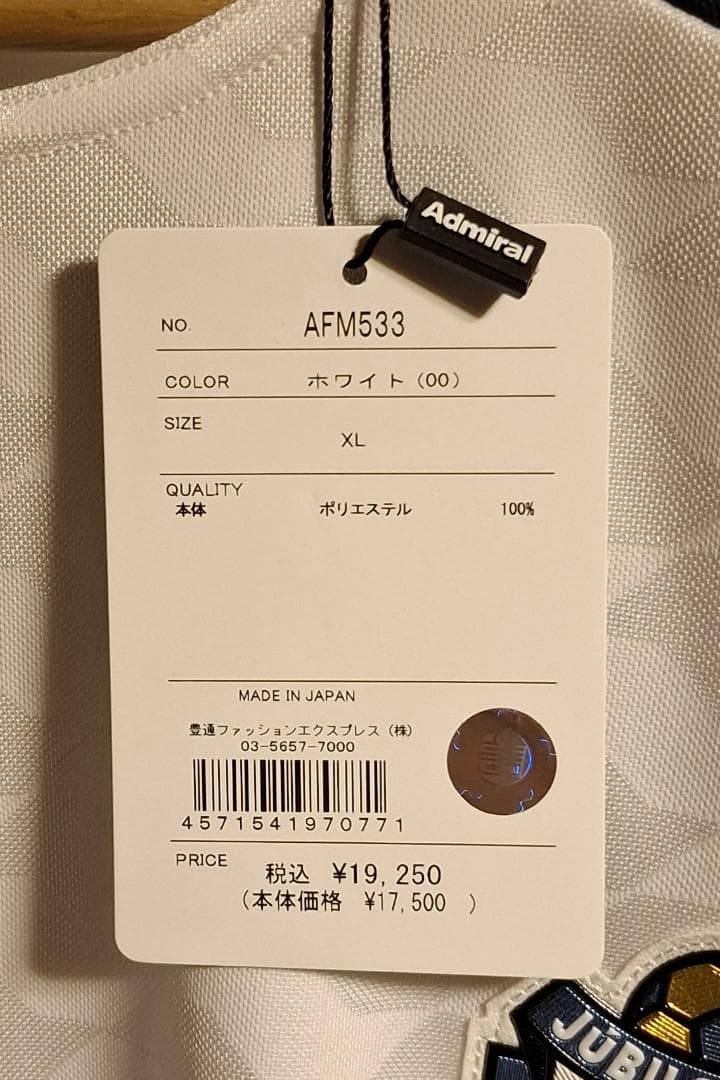 Admiral
NO. AFM533
COLOR ホワイト（00）
SIZE
XL
QUALITY
本体 ポリエステル 100%
MADE IN JAPAN
豊通ファッションエクスプレス（株）
03-5657-7000
4571541970771
PRICE
税込 ¥19,250
（本体価格 ¥17,500 ）